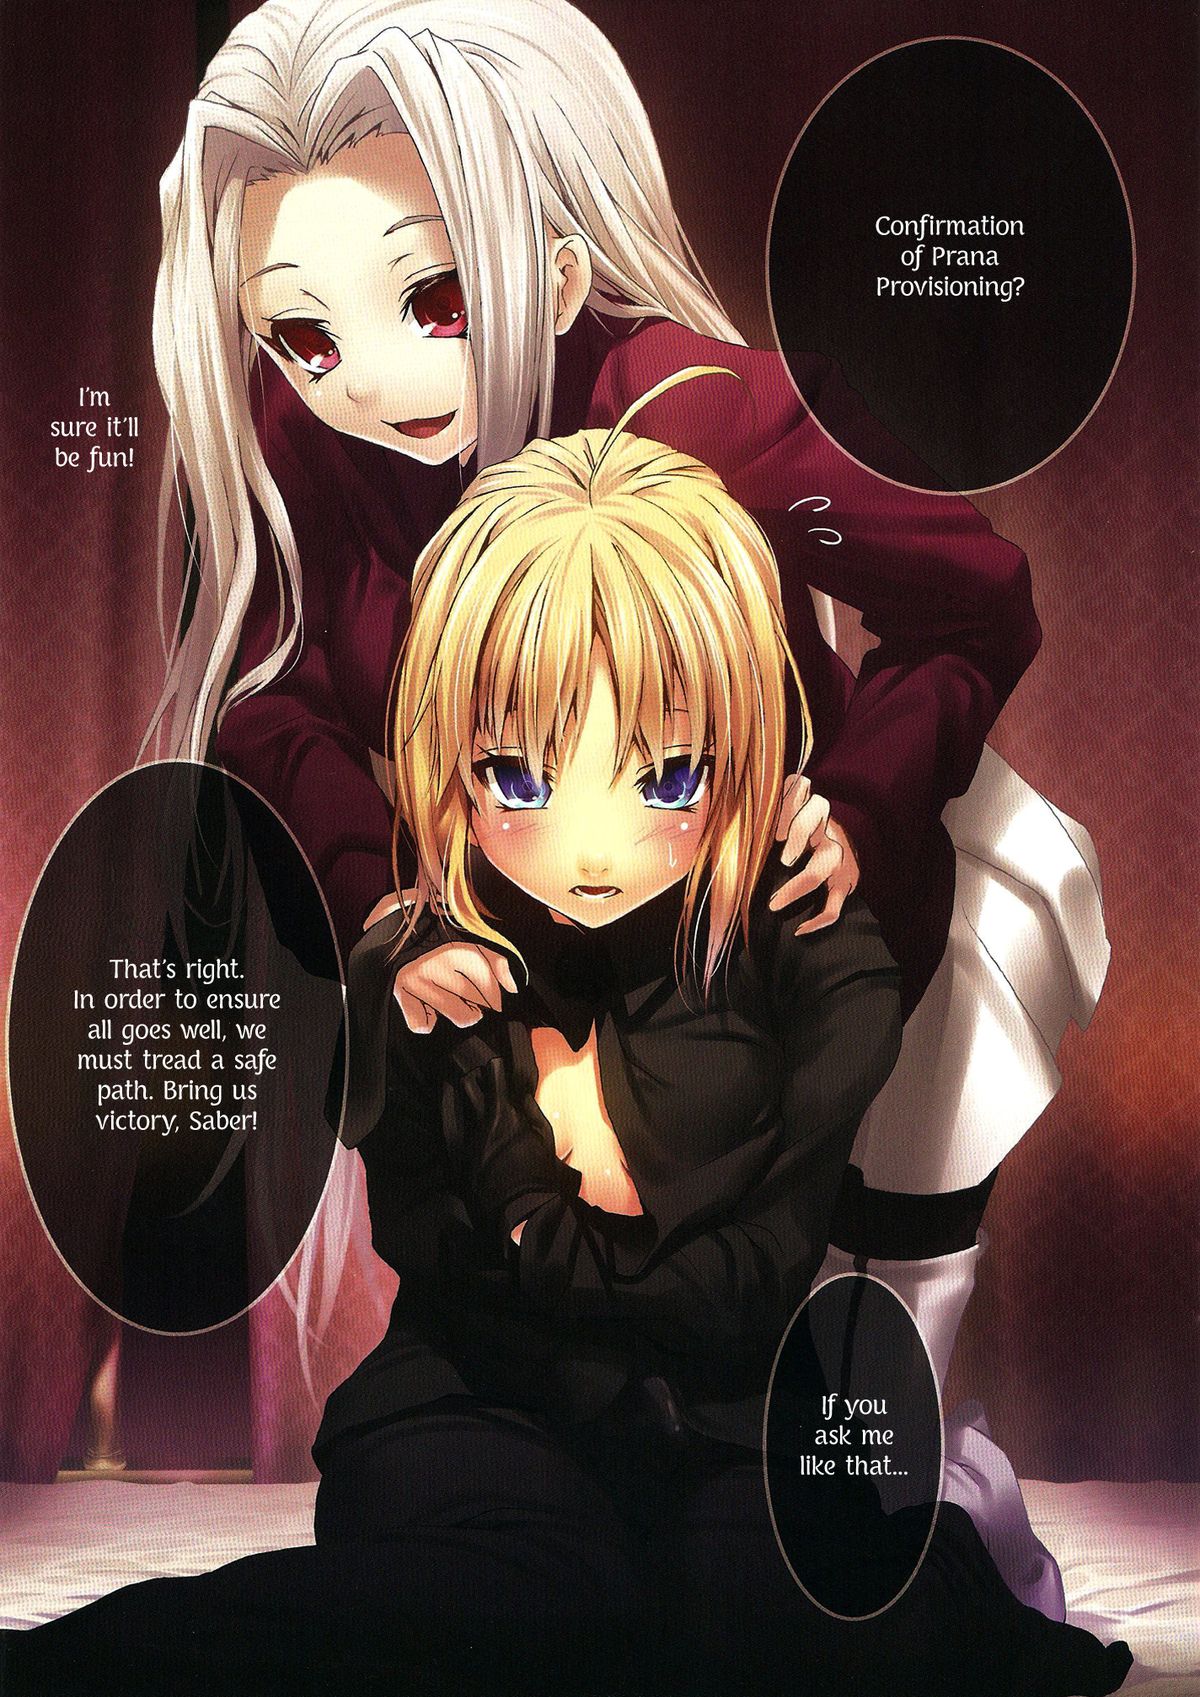 Confirmation
of Prana
Provisioning?
I'm
sure it'll
be fun!
That's right.
In order to ensure
all goes well, we
must tread a safe
path. Bring us
victory, Saber!
If you
ask me
like that...